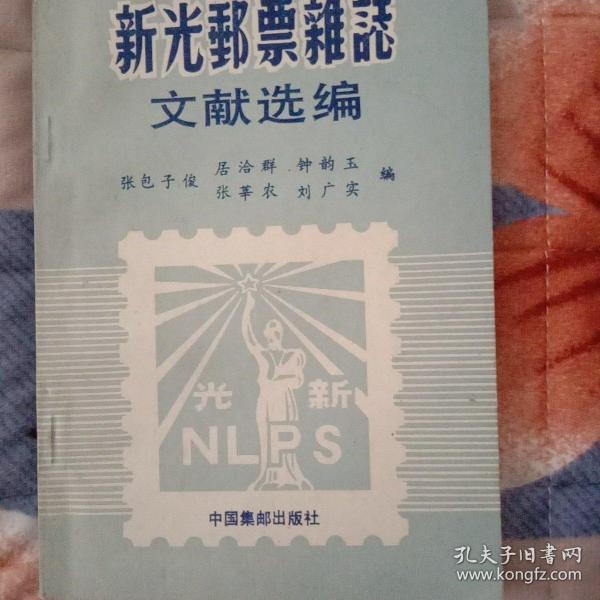 新光郵票雜誌
文献选编
张包子俊 居洽群 钟韵玉 编
张莘农 刘广实
光 新
NLPS
中国集邮出版社
孔夫子旧书网
www.kongfz.com